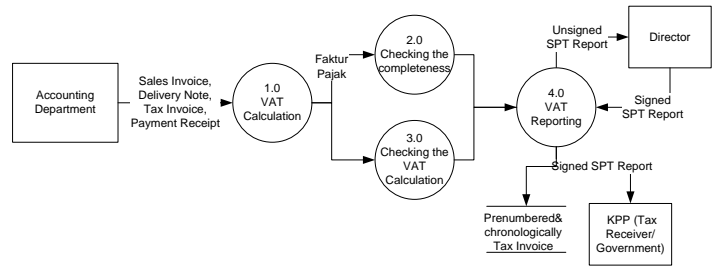 Accounting
Department
Sales Invoice,
Delivery Note,
Tax Invoice,
Payment Receipt
1.0
VAT
Calculation
Faktur
Pajak
2.0
Checking the
completeness
3.0
Checking the
VAT
Calculation
4.0
VAT
Reporting
Unsigned
SPT Report
Director
Signed
SPT Report
Signed SPT Report
Prenumbered&
chronologically
Tax Invoice
KPP (Tax
Receiver/
Government)